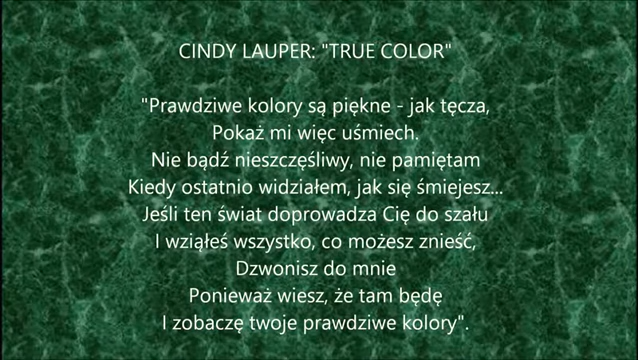 CINDY LAUPER: "TRUE COLOR"
"Prawdziwe kolory są piękne - jak tęcza,
Pokaż mi więc uśmiech.
Nie bądź nieszczęśliwy, nie pamiętam
Kiedy ostatnio widziałem, jak się śmiejesz...
Jeśli ten świat doprowadza Cię do szału
I wziąłeś wszystko, co możesz znieść,
Dzwonisz do mnie
Ponieważ wiesz, że tam będę
I zobaczę twoje prawdziwe kolory".